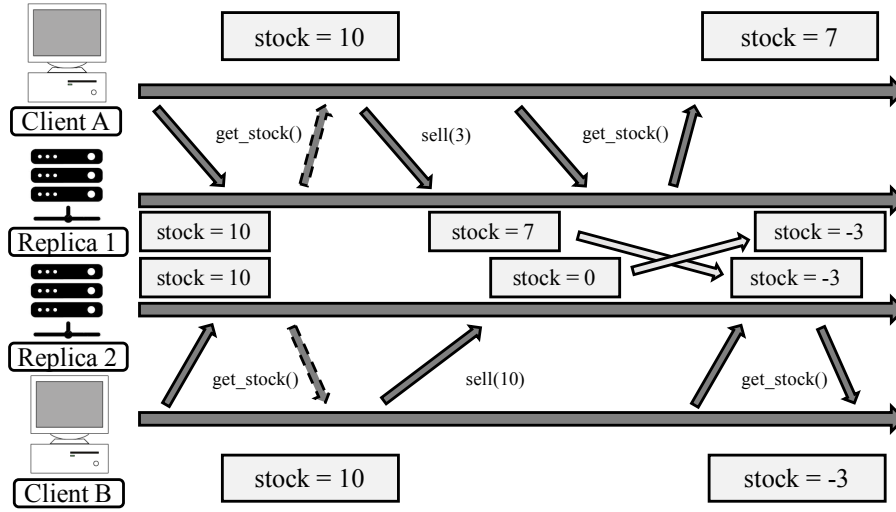 stock = 10
stock = 7
Client A
get_stock()
sell(3)
get_stock()
Replica 1
stock = 10
stock = 7
stock = -3
stock = 10
stock = 0
stock = -3
Replica 2
get_stock()
sell(10)
get_stock()
Client B
stock = 10
stock = -3